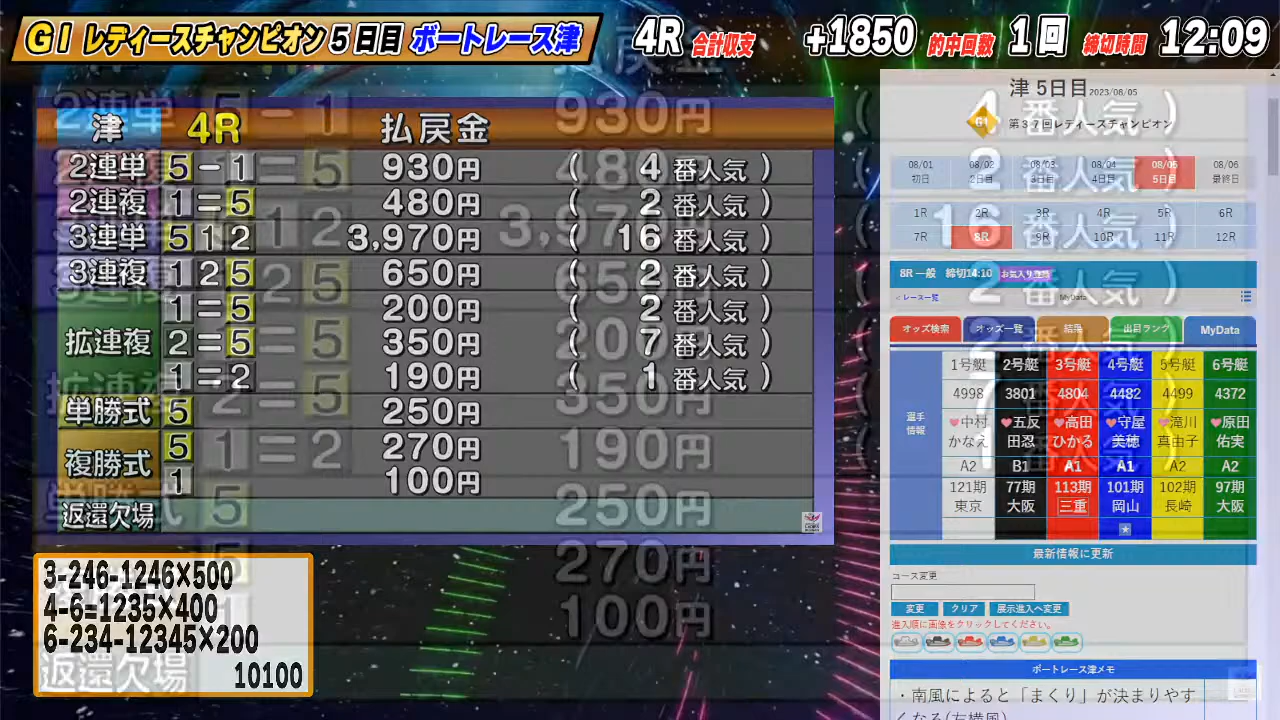 GI レディースチャンピオン 5日目 ボートレース津
4R 合計収支 +1850 的中回数 1回 締切時間 12:09
津 4R 払戻金
2連単 5－1 930円 ( 4 番人気 )
2連複 1＝5 480円 ( 2 番人気 )
3連単 5 1 2 3,970円 ( 16 番人気 )
3連複 1 2 5 650円 ( 2 番人気 )
拡連複 1＝5 200円 ( 2 番人気 )
2＝5 350円 ( 7 番人気 )
1＝2 190円 ( 1 番人気 )
単勝式 5 250円
複勝式 5 270円
1 100円
返還欠場
3-246-1246×500
4-6=1235×400
6-234-12345×200
10100
津 5日目 2023/08/05
G1 第37回レディースチャンピオン
08/01 08/02 08/03 08/04 08/05 08/06
初日 2日目 3日目 4日目 5日目 最終日
1R 2R 3R 4R 5R 6R
7R 8R 9R 10R 11R 12R
8R 一般 締切14:10
＜レース一覧 MyData
オッズ検索 オッズ一覧 結果 出目ランク MyData
1号艇 2号艇 3号艇 4号艇 5号艇 6号艇
選手情報
4998 3801 4804 4482 4499 4372
中村かなえ 五反田忍 高田ひかる 守屋美穂 滝川真由子 原田佑実
A2 B1 A1 A1 A2 A2
121期 77期 113期 101期 102期 97期
東京 大阪 三重 岡山 長崎 大阪
最新情報に更新
コース変更
変更 クリア 展示進入へ変更
進入順に画像をクリックしてください。
ボートレース津メモ
・南風によると「まくり」が決まりやす
くなる(左横風)